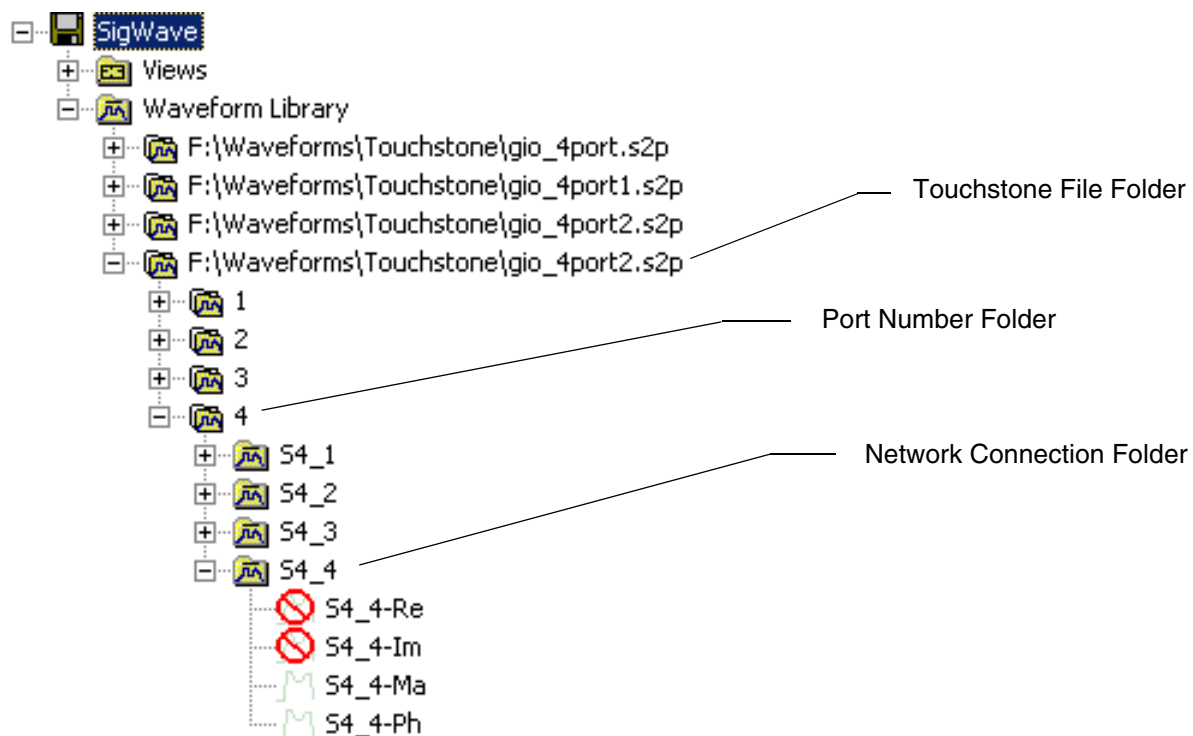 SigWave
Views
Waveform Library
F:\Waveforms\Touchstone\gio_4port.s2p
F:\Waveforms\Touchstone\gio_4port1.s2p
Touchstone File Folder
F:\Waveforms\Touchstone\gio_4port2.s2p
F:\Waveforms\Touchstone\gio_4port2.s2p
1
Port Number Folder
2
3
4
S4_1
Network Connection Folder
S4_2
S4_3
S4_4
S4_4-Re
S4_4-Im
S4_4-Ma
S4_4-Ph